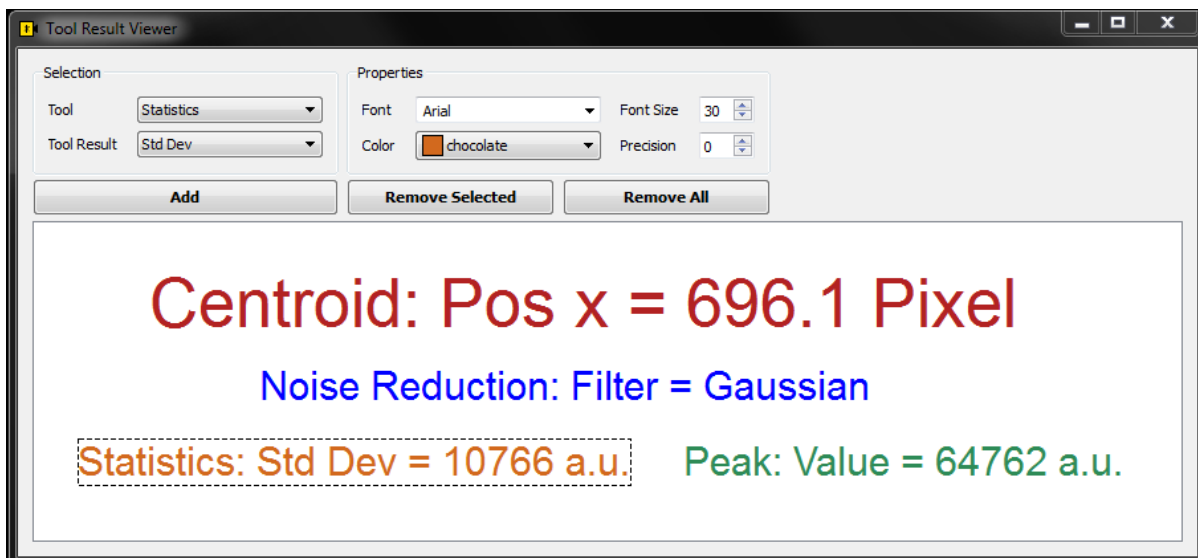 Tool Result Viewer
Selection
Properties
Tool Statistics
Font Arial
Font Size 30
Tool Result Std Dev
Color chocolate
Precision 0
Add
Remove Selected
Remove All
Centroid: Pos x = 696.1 Pixel
Noise Reduction: Filter = Gaussian
Statistics: Std Dev = 10766 a.u.
Peak: Value = 64762 a.u.